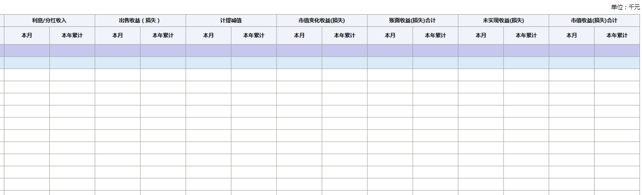 单位：千元
利息/分红收入 出售收益（损失） 计提减值 市值变化收益(损失) 账面收益(损失)合计 未实现收益(损失) 市值收益(损失)合计
本月 本年累计 本月 本年累计 本月 本年累计 本月 本年累计 本月 本年累计 本月 本年累计 本月 本年累计